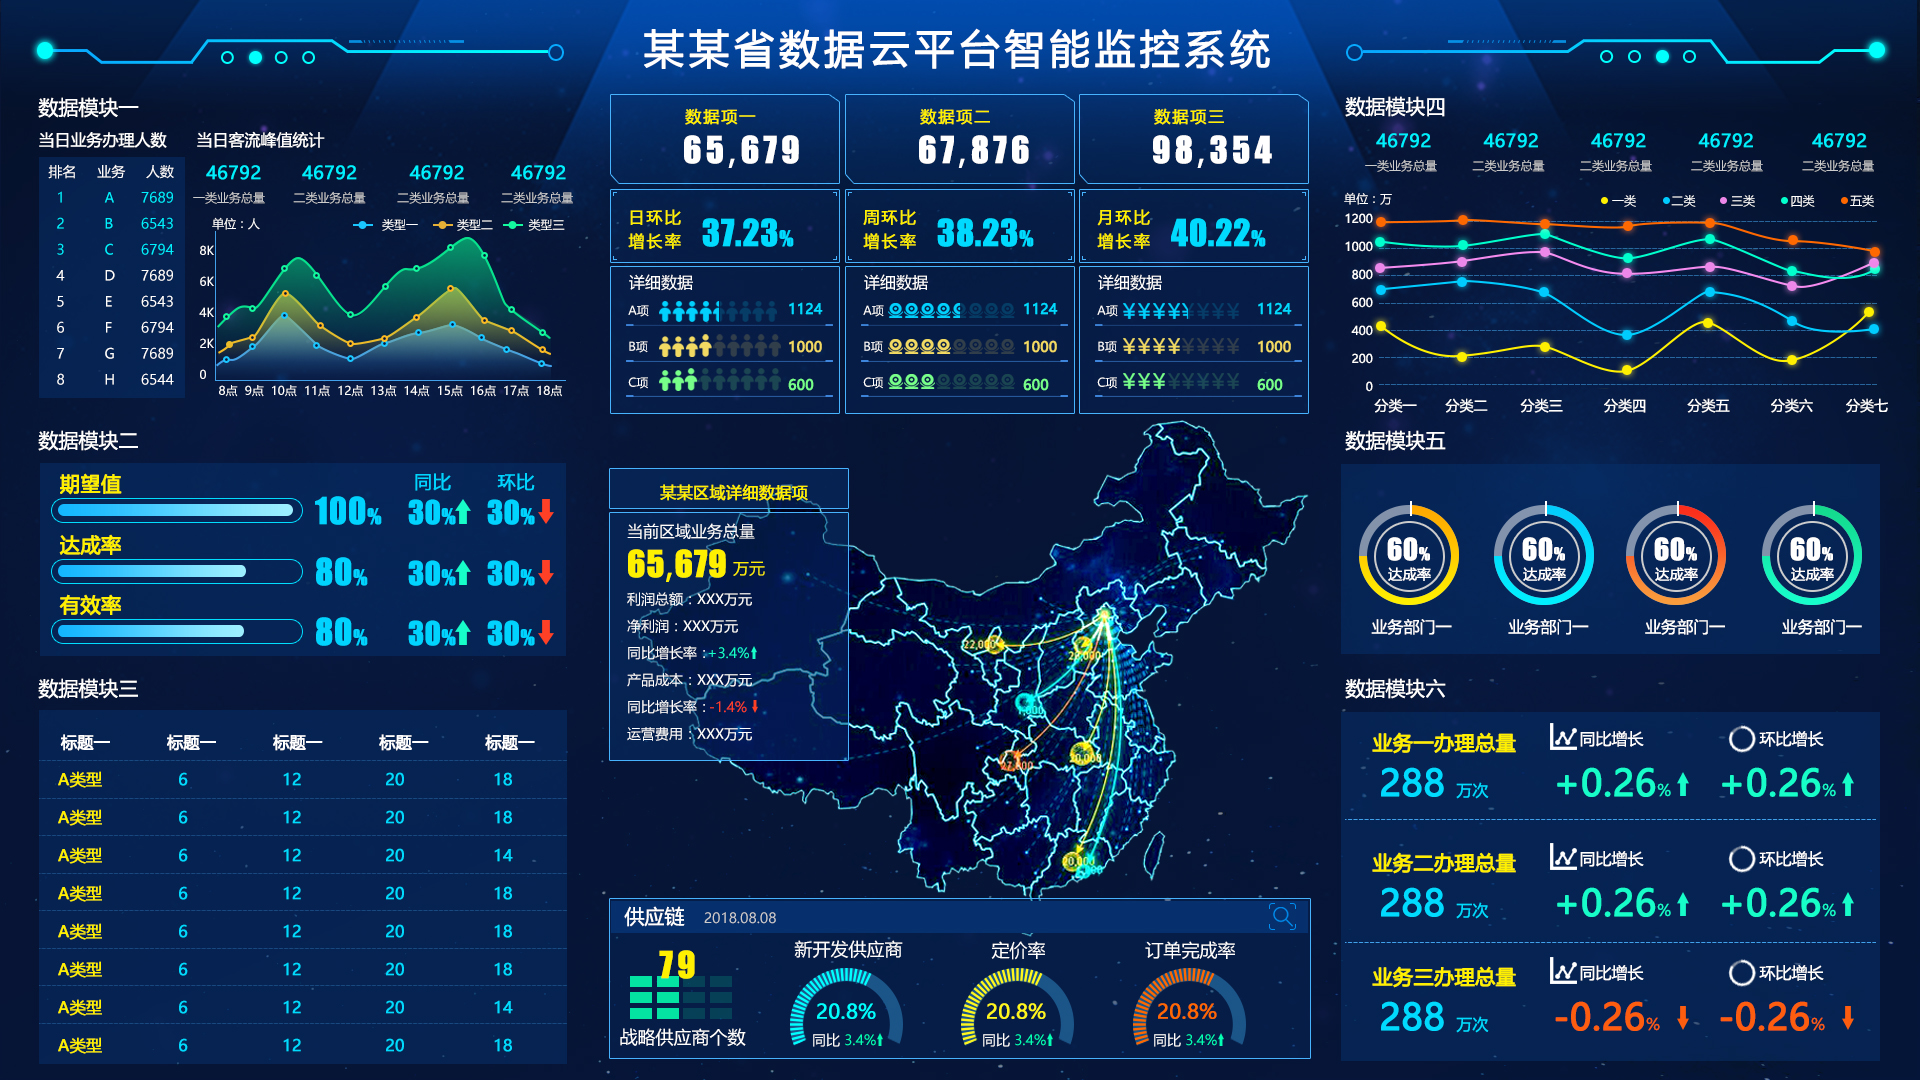 某某省数据云平台智能监控系统
数据模块一
当日业务办理人数
排名 业务 人数
1 A 7689
2 B 6543
3 C 6794
4 D 7689
5 E 6543
6 F 6794
7 G 7689
8 H 6544
当日客流峰值统计
46792 46792 46792 46792
一类业务总量 二类业务总量 二类业务总量 二类业务总量
单位：人 类型一 类型二 类型三
8K
6K
4K
2K
0
8点 9点 10点 11点 12点 13点 14点 15点 16点 17点 18点
数据模块二
同比 环比
期望值
100% 30% 30%
达成率
80% 30% 30%
有效率
80% 30% 30%
数据模块三
标题一 标题一 标题一 标题一 标题一
A类型 6 12 20 18
A类型 6 12 20 18
A类型 6 12 20 14
A类型 6 12 20 18
A类型 6 12 20 18
A类型 6 12 20 18
A类型 6 12 20 14
A类型 6 12 20 18
数据项一
65,679
数据项二
67,876
数据项三
98,354
日环比
增长率
37.23%
周环比
增长率
38.23%
月环比
增长率
40.22%
详细数据
A项 1124
B项 1000
C项 600
详细数据
A项 1124
B项 1000
C项 600
详细数据
A项 ¥¥¥¥¥¥¥¥ 1124
B项 ¥¥¥¥¥¥¥¥ 1000
C项 ¥¥¥¥¥¥¥¥ 600
某某区域详细数据项
当前区域业务总量
65,679 万元
利润总额：XXX万元
净利润：XXX万元
同比增长率：+3.4%
产品成本：XXX万元
同比增长率：-1.4%
运营费用：XXX万元
22,000
27,000
20,000
20,000
供应链 2018.08.08
79
战略供应商个数
新开发供应商
20.8%
同比 3.4%
定价率
20.8%
同比 3.4%
订单完成率
20.8%
同比 3.4%
数据模块四
46792 46792 46792 46792 46792
一类业务总量 二类业务总量 二类业务总量 二类业务总量 二类业务总量
单位：万 一类 二类 三类 四类 五类
1200
1000
800
600
400
200
0
分类一 分类二 分类三 分类四 分类五 分类六 分类七
数据模块五
60% 60% 60% 60%
达成率 达成率 达成率 达成率
业务部门一 业务部门一 业务部门一 业务部门一
数据模块六
业务一办理总量 同比增长 环比增长
288 万次 +0.26% +0.26%
业务二办理总量 同比增长 环比增长
288 万次 +0.26% +0.26%
业务三办理总量 同比增长 环比增长
288 万次 -0.26% -0.26%